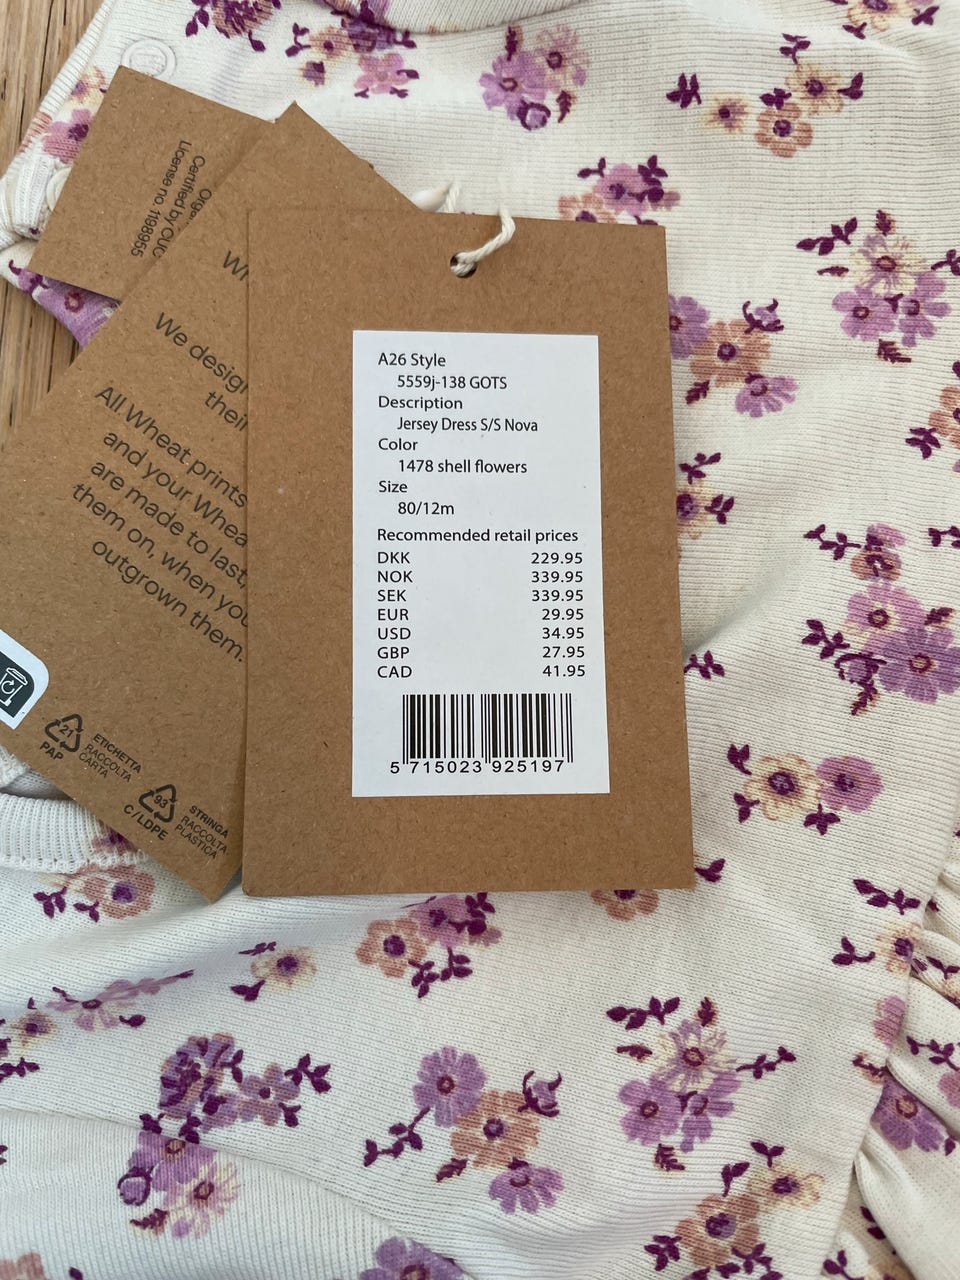 A26 Style
5559j-138 GOTS
Description
Jersey Dress S/S Nova
Color
1478 shell flowers
Size
80/12m
Recommended retail prices
DKK 229.95
NOK 339.95
SEK 339.95
EUR 29.95
USD 34.95
GBP 27.95
CAD 41.95
5 715023 925197
Certified by CUC
License no. 1198955
We design
their
All Wheat prints
and your
are made to last,
them on, when you
outgrown them.
21
PAP
ETICHETTA
RACCOLTA
CARTA
93
C/LDPE
STRINGA
RACCOLTA
PLASTICA